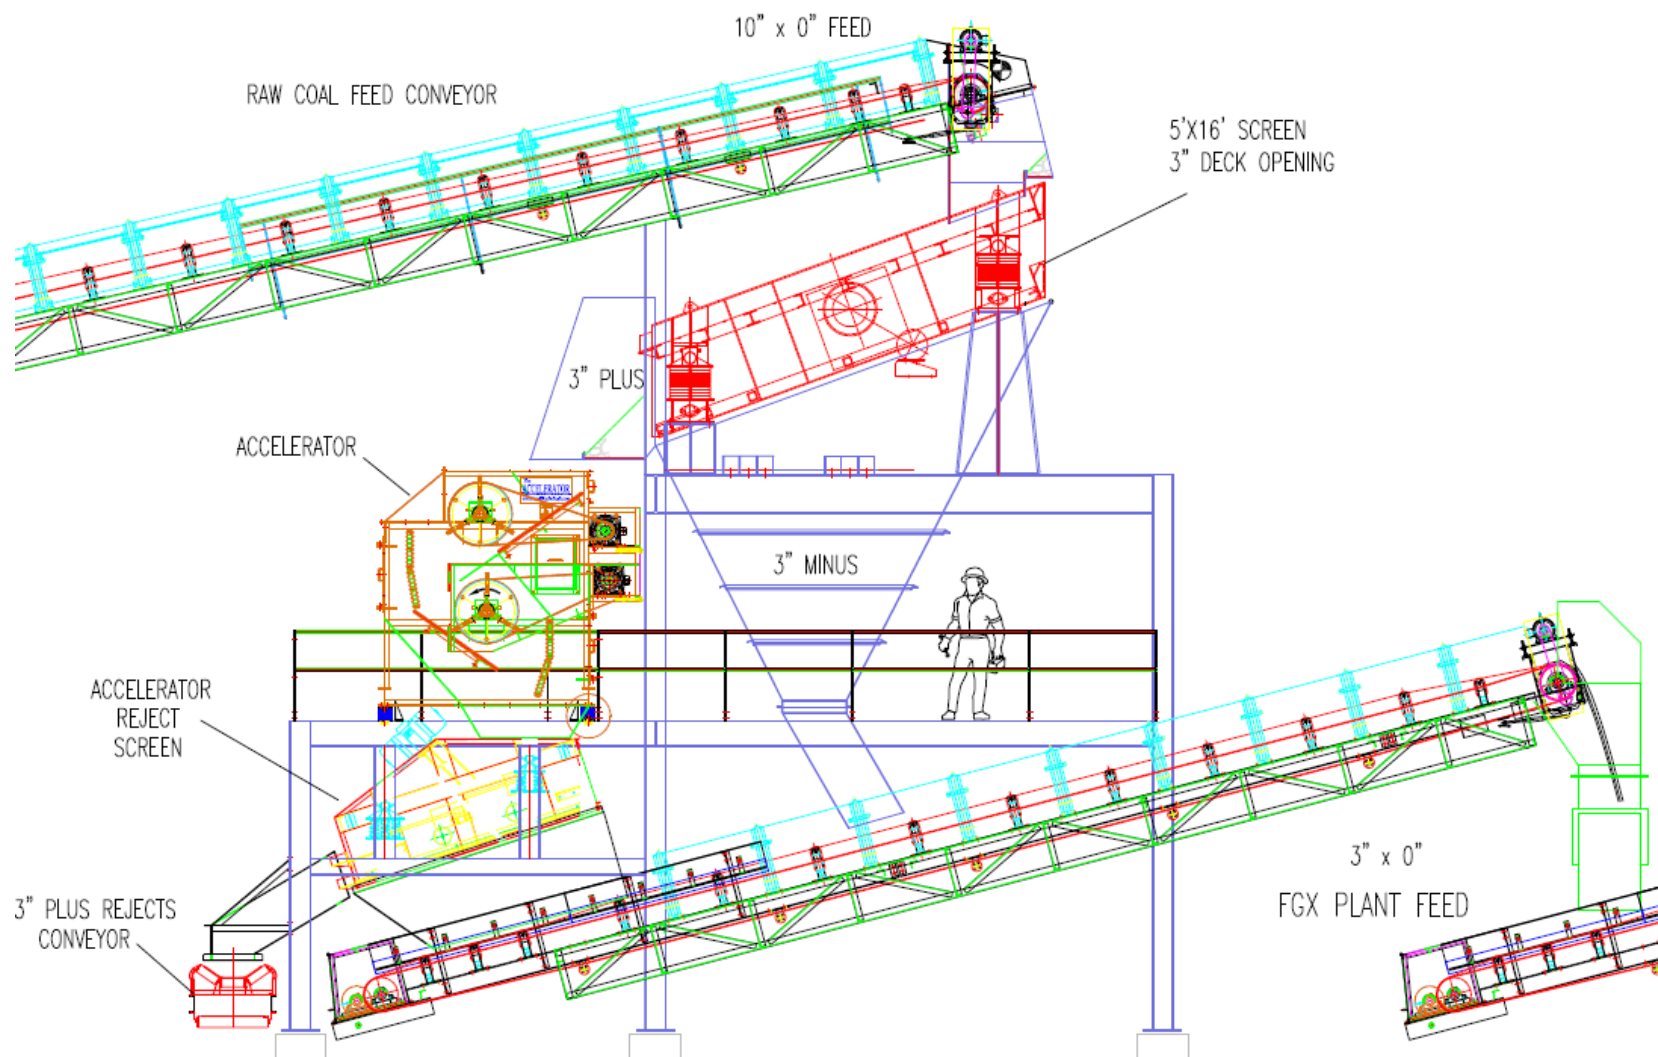 10" x 0" FEED
RAW COAL FEED CONVEYOR
5'X16' SCREEN
3" DECK OPENING
3" PLUS
ACCELERATOR
ACCELERATOR
3" MINUS
ACCELERATOR
REJECT
SCREEN
3" x 0"
FGX PLANT FEED
3" PLUS REJECTS
CONVEYOR